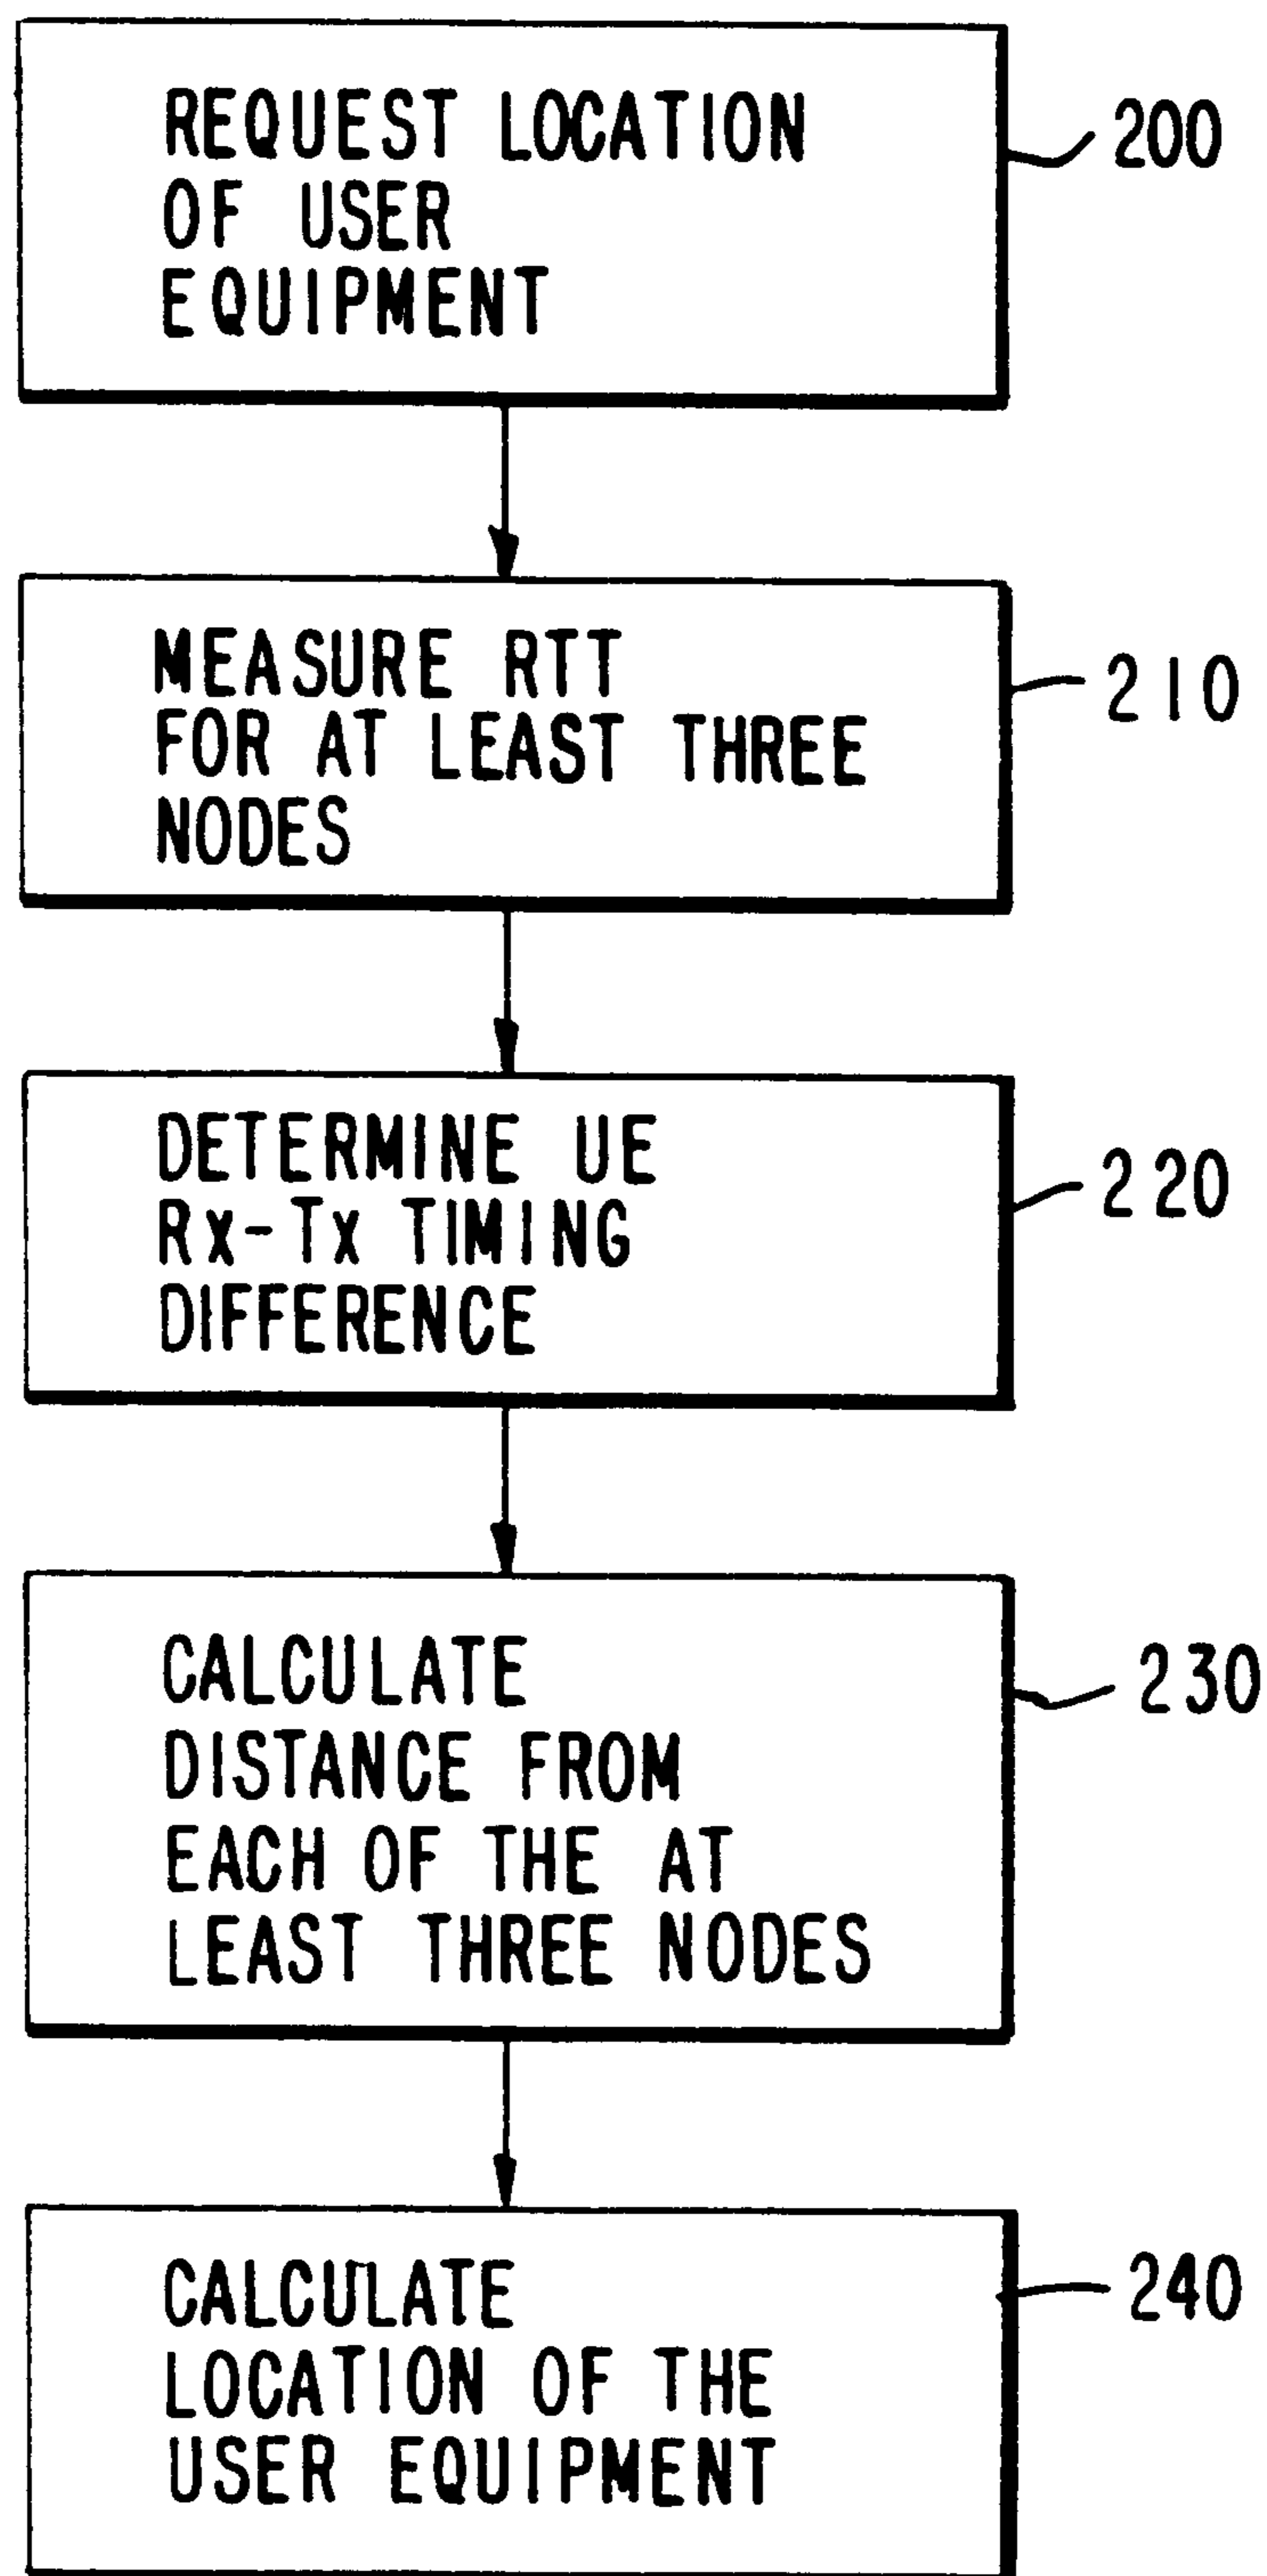 REQUEST LOCATION
OF USER
EQUIPMENT
200
MEASURE RTT
FOR AT LEAST THREE
NODES
210
DETERMINE UE
Rx-Tx TIMING
DIFFERENCE
220
CALCULATE
DISTANCE FROM
EACH OF THE AT
LEAST THREE NODES
230
CALCULATE
LOCATION OF THE
USER EQUIPMENT
240